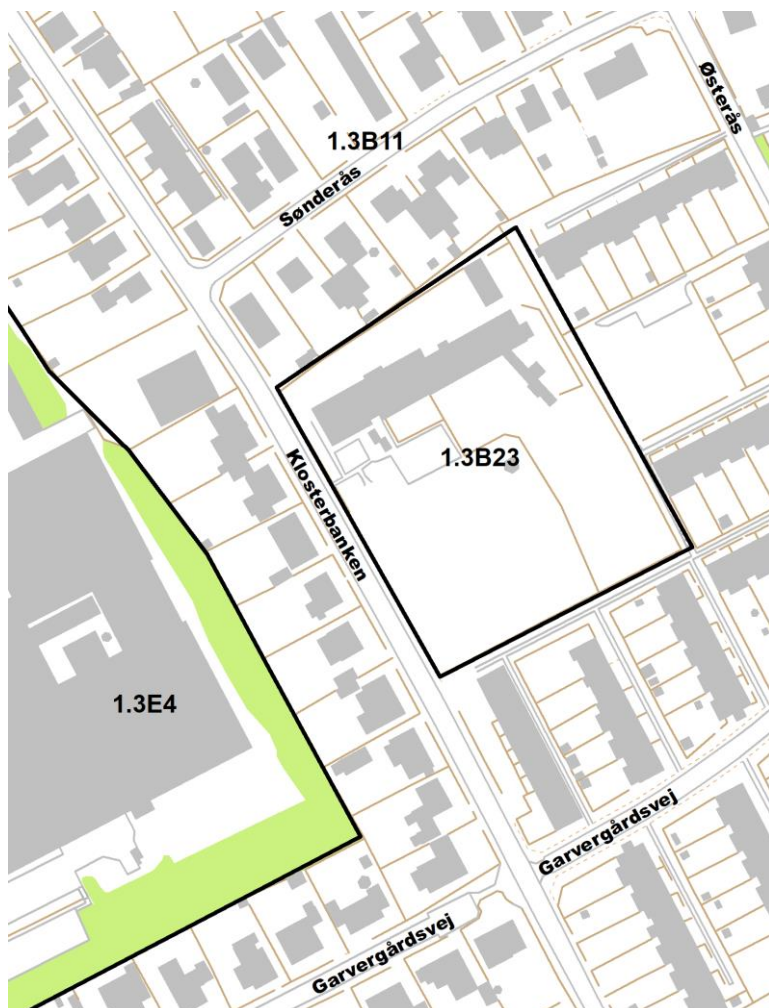 Østerås
1.3B11
Sønderås
1.3B23
Klosterbanken
1.3E4
Garvergårdsvej
Garvergårdsvej